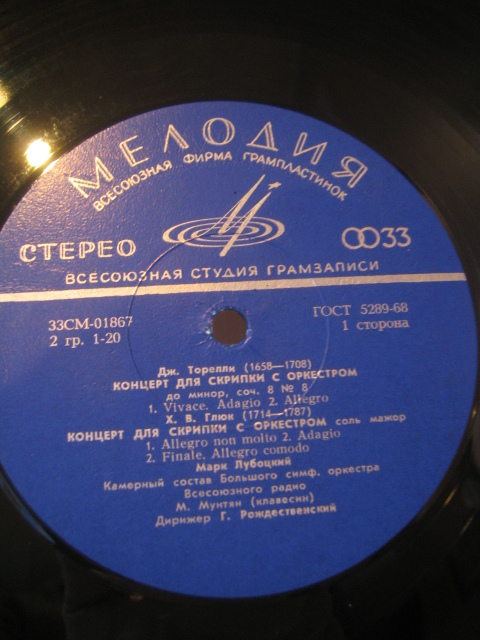 МЕЛОДИЯ
ВСЕСОЮЗНАЯ ФИРМА ГРАМПЛАСТИНОК
СТЕРЕО
33
ВСЕСОЮЗНАЯ СТУДИЯ ГРАМЗАПИСИ
33СМ-01867
ГОСТ 5289-68
2 гр. 1-20
1 сторона
Дж. Торелли (1658—1708)
КОНЦЕРТ ДЛЯ СКРИПКИ С ОРКЕСТРОМ
до минор, соч. 8 № 8
1. Vivace. Adagio 2. Allegro
Х. В. Глюк (1714—1787)
КОНЦЕРТ ДЛЯ СКРИПКИ С ОРКЕСТРОМ соль мажор
1. Allegro non molto 2. Adagio
2. Finale. Allegro comodo
Марк Лубоцкий
Камерный состав Большого симф. оркестра
Всесоюзного радио
М. Мунтян (клавесин)
Дирижер Г. Рождественский